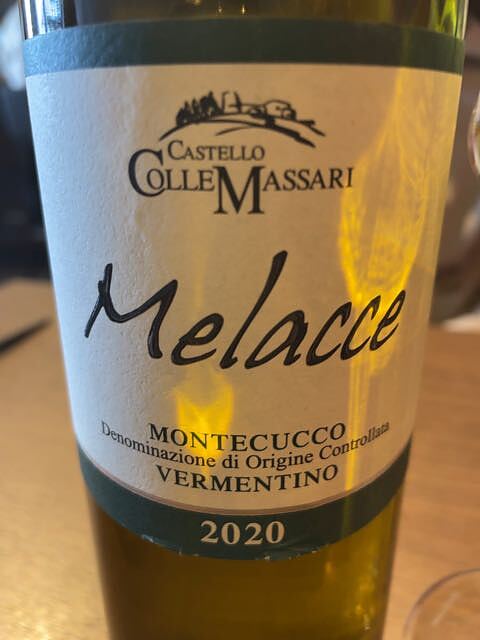 CASTELLO
COLLEMASSARI
Melacce
MONTECUCCO
Denominazione di Origine Controllata
VERMENTINO
2020